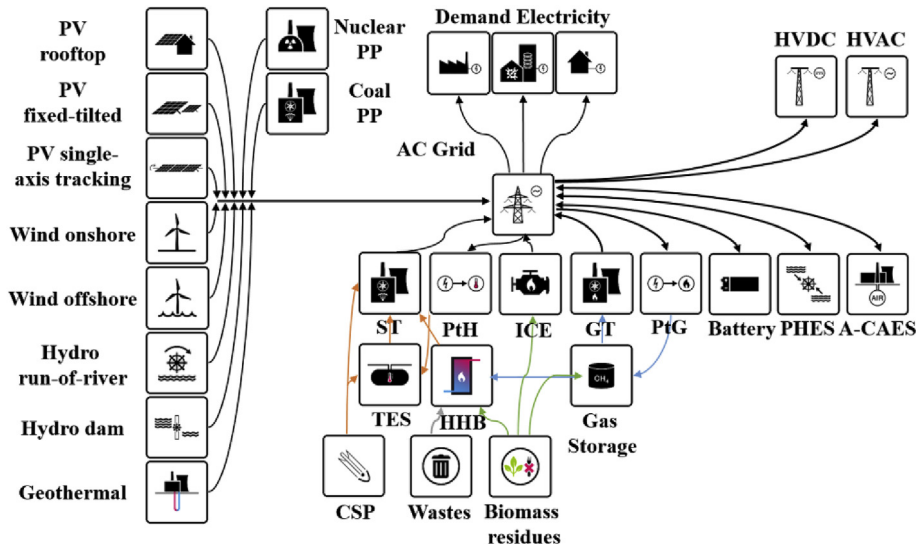 PV
rooftop
PV
fixed-tilted
PV single-
axis tracking
Wind onshore
Wind offshore
Hydro
run-of-river
Hydro dam
Geothermal
Nuclear
PP
Coal
PP
Demand Electricity
HVDC HVAC
AC Grid
ST PtH ICE GT PtG Battery PHES A-CAES
AIR
TES HHB Gas
Storage
CH4
CSP Wastes Biomass
residues